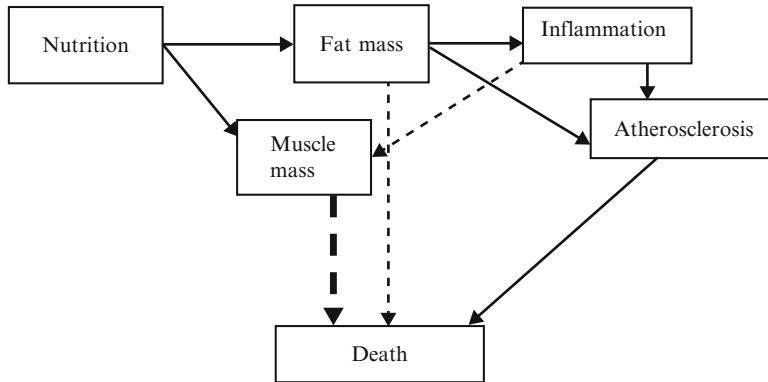 Nutrition
Fat mass
Inflammation
Atherosclerosis
Muscle
mass
Death